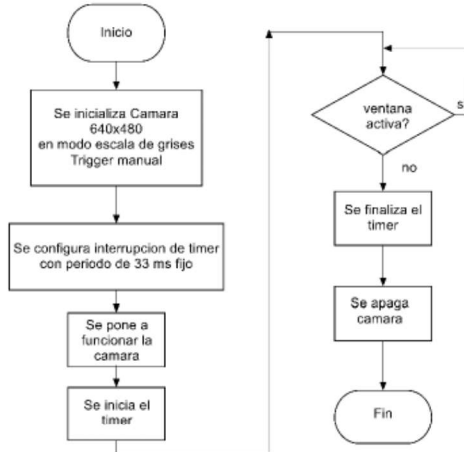 Inicio
Se inicializa Camara
640x480
en modo escala de grises
Trigger manual
Se configura interrupcion de timer
con periodo de 33 ms fijo
Se pone a
funcionar la
camara
Se inicia el
timer
ventana
activa?
s
no
Se finaliza el
timer
Se apaga
camara
Fin